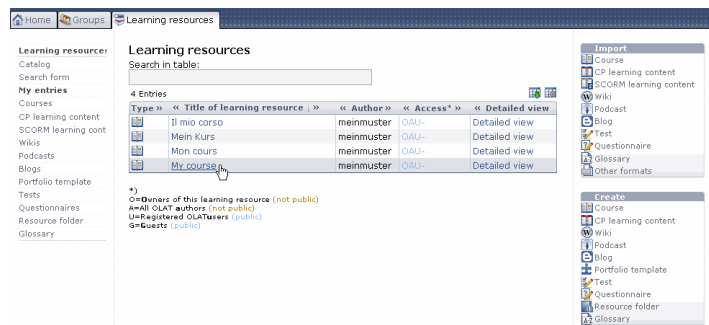 Home Groups Learning resources
Learning resources
Catalog
Search form
My entries
Courses
CP learning content
SCORM learning cont
Wikis
Podcasts
Blogs
Portfolio template
Tests
Questionnaires
Resource folder
Glossary
Learning resources
Search in table:
4 Entries
Type » « Title of learning resource ↓ » « Author » « Access* » « Detailed view
Il mio corso meinmuster OAU- Detailed view
Mein Kurs meinmuster OAU- Detailed view
Mon cours meinmuster OAU- Detailed view
My course meinmuster OAU- Detailed view
*)
O=Owners of this learning resource (not public)
A=All OLAT authors (not public)
U=Registered OLATusers (public)
G=Guests (public)
Import
Course
CP learning content
SCORM learning content
Wiki
Podcast
Blog
Test
Questionnaire
Glossary
Other formats
Create
Course
CP learning content
Wiki
Podcast
Blog
Portfolio template
Test
Questionnaire
Resource folder
Glossary